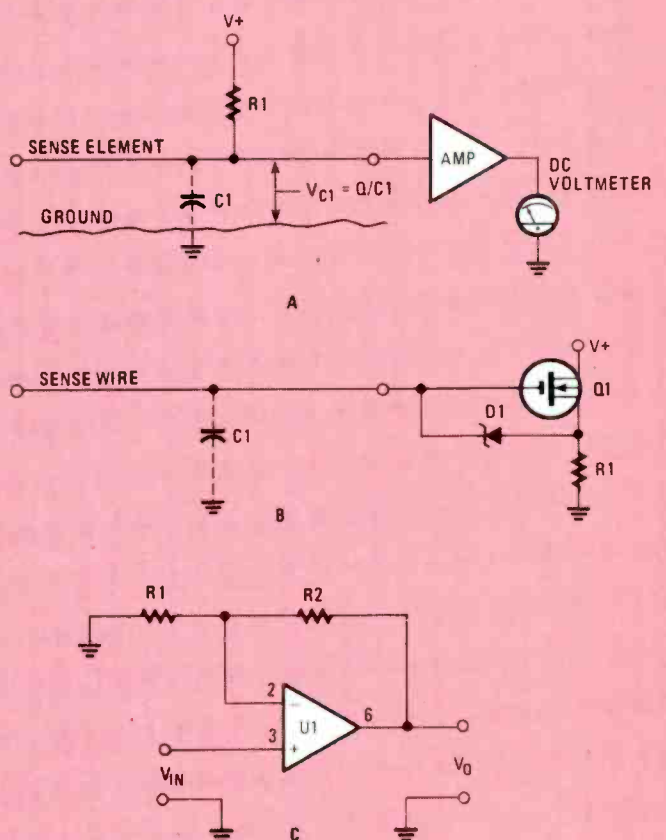 V+
R1
SENSE ELEMENT
C1
V_C1 = Q/C1
AMP
DC
VOLTMETER
GROUND
A
SENSE WIRE
C1
V+
Q1
D1
R1
B
R1
R2
2
−
U1
6
3
+
V_IN
V_O
C